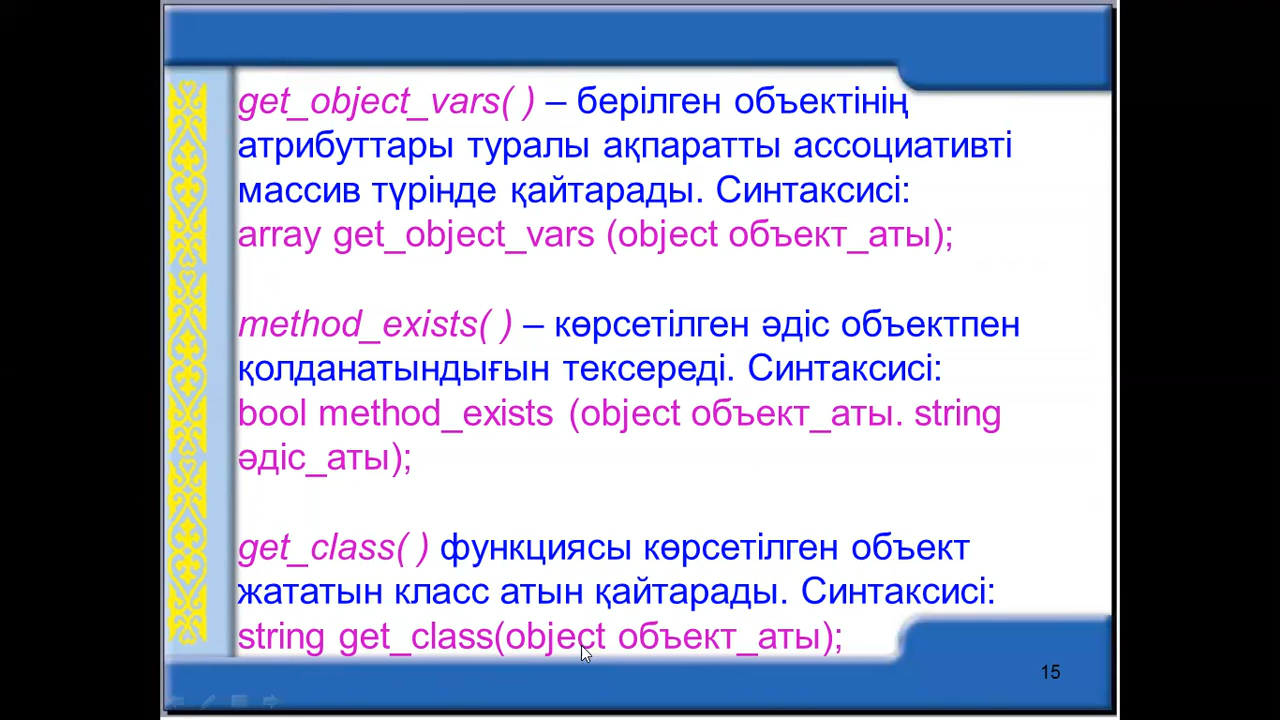 get_object_vars( ) – берілген объектінің
атрибуттары туралы ақпаратты ассоциативті
массив түрінде қайтарады. Синтаксисі:
array get_object_vars (object объект_аты);
method_exists( ) – көрсетілген әдіс объектпен
қолданатындығын тексереді. Синтаксисі:
bool method_exists (object объект_аты. string
әдіс_аты);
get_class( ) функциясы көрсетілген объект
жататын класс атын қайтарады. Синтаксисі:
string get_class(object объект_аты);
15